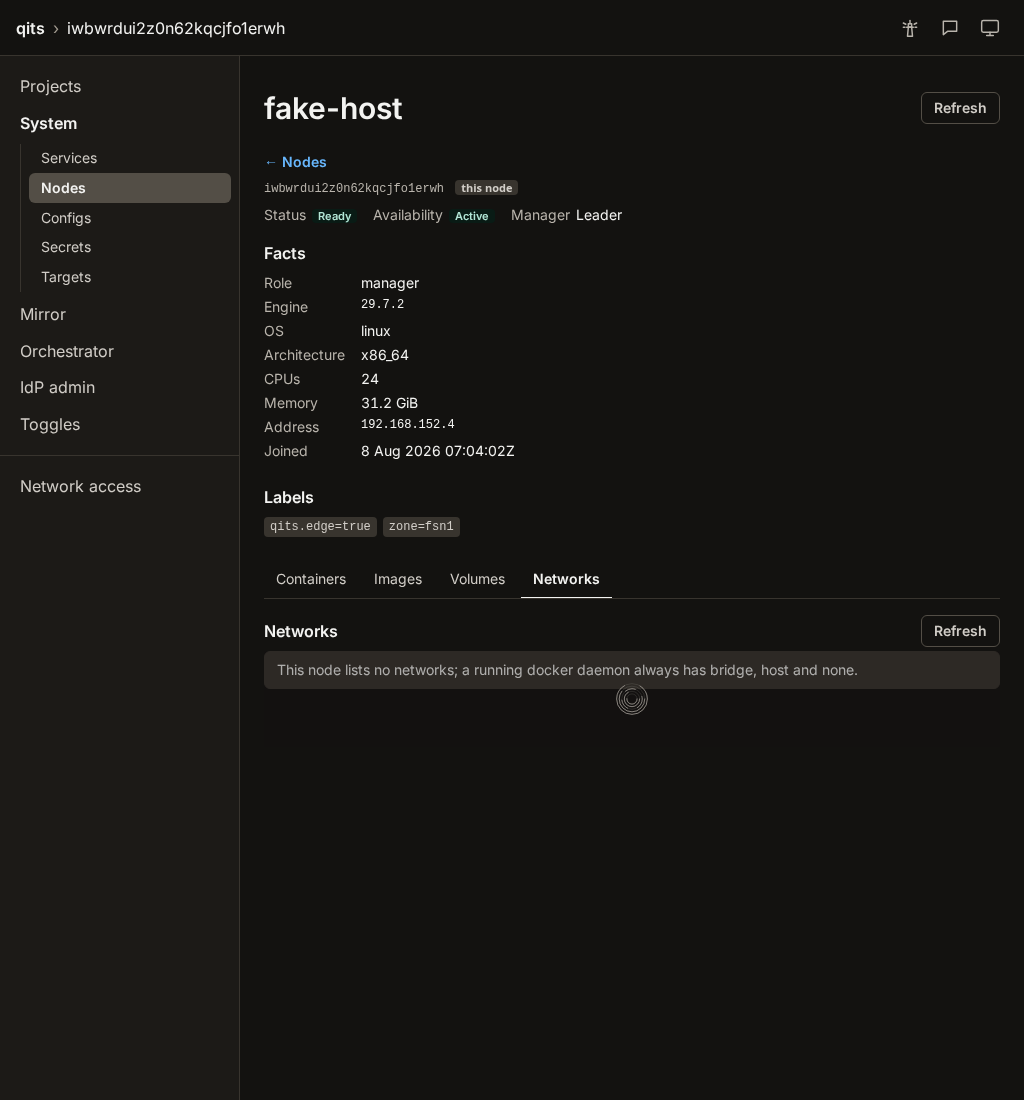 qits › iwbwrdui2z0n62kqcjfo1erwh
Projects
System
Services
Nodes
Configs
Secrets
Targets
Mirror
Orchestrator
IdP admin
Toggles
Network access
fake-host
Refresh
← Nodes
iwbwrdui2z0n62kqcjfo1erwh this node
Status Ready Availability Active Manager Leader
Facts
Role manager
Engine 29.7.2
OS linux
Architecture x86_64
CPUs 24
Memory 31.2 GiB
Address 192.168.152.4
Joined 8 Aug 2026 07:04:02Z
Labels
qits.edge=true zone=fsn1
Containers Images Volumes Networks
Networks Refresh
This node lists no networks; a running docker daemon always has bridge, host and none.